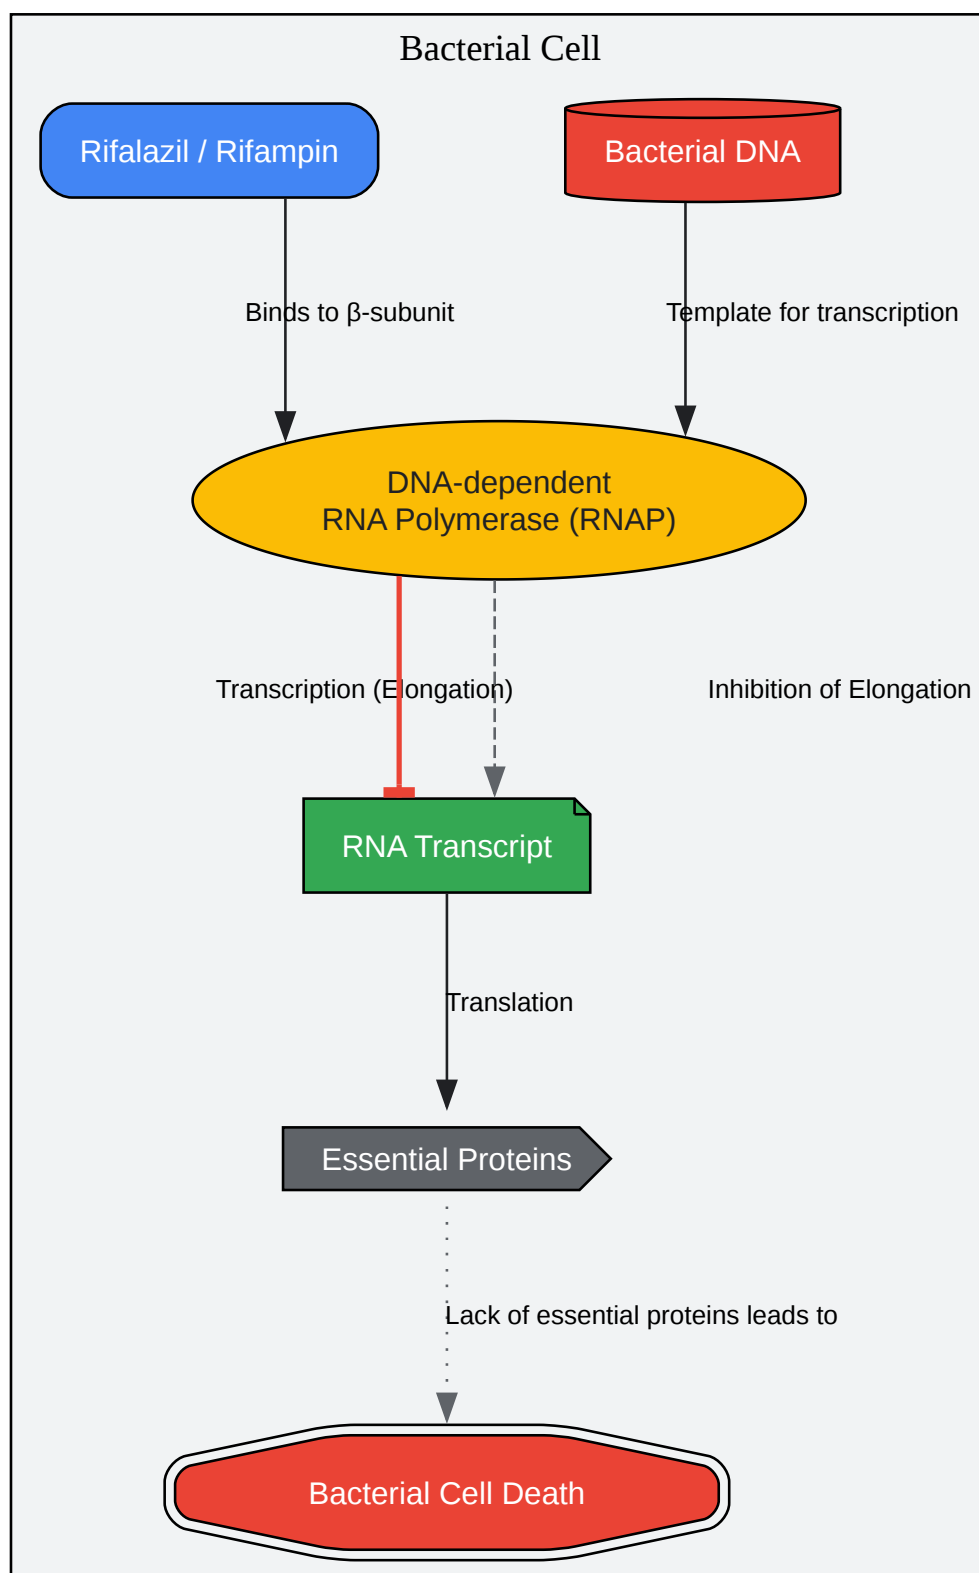 Bacterial Cell
Rifalazil / Rifampin
Bacterial DNA
Binds to β-subunit
Template for transcription
DNA-dependent
RNA Polymerase (RNAP)
Transcription (Elongation)
Inhibition of Elongation
RNA Transcript
Translation
Essential Proteins
Lack of essential proteins leads to
Bacterial Cell Death